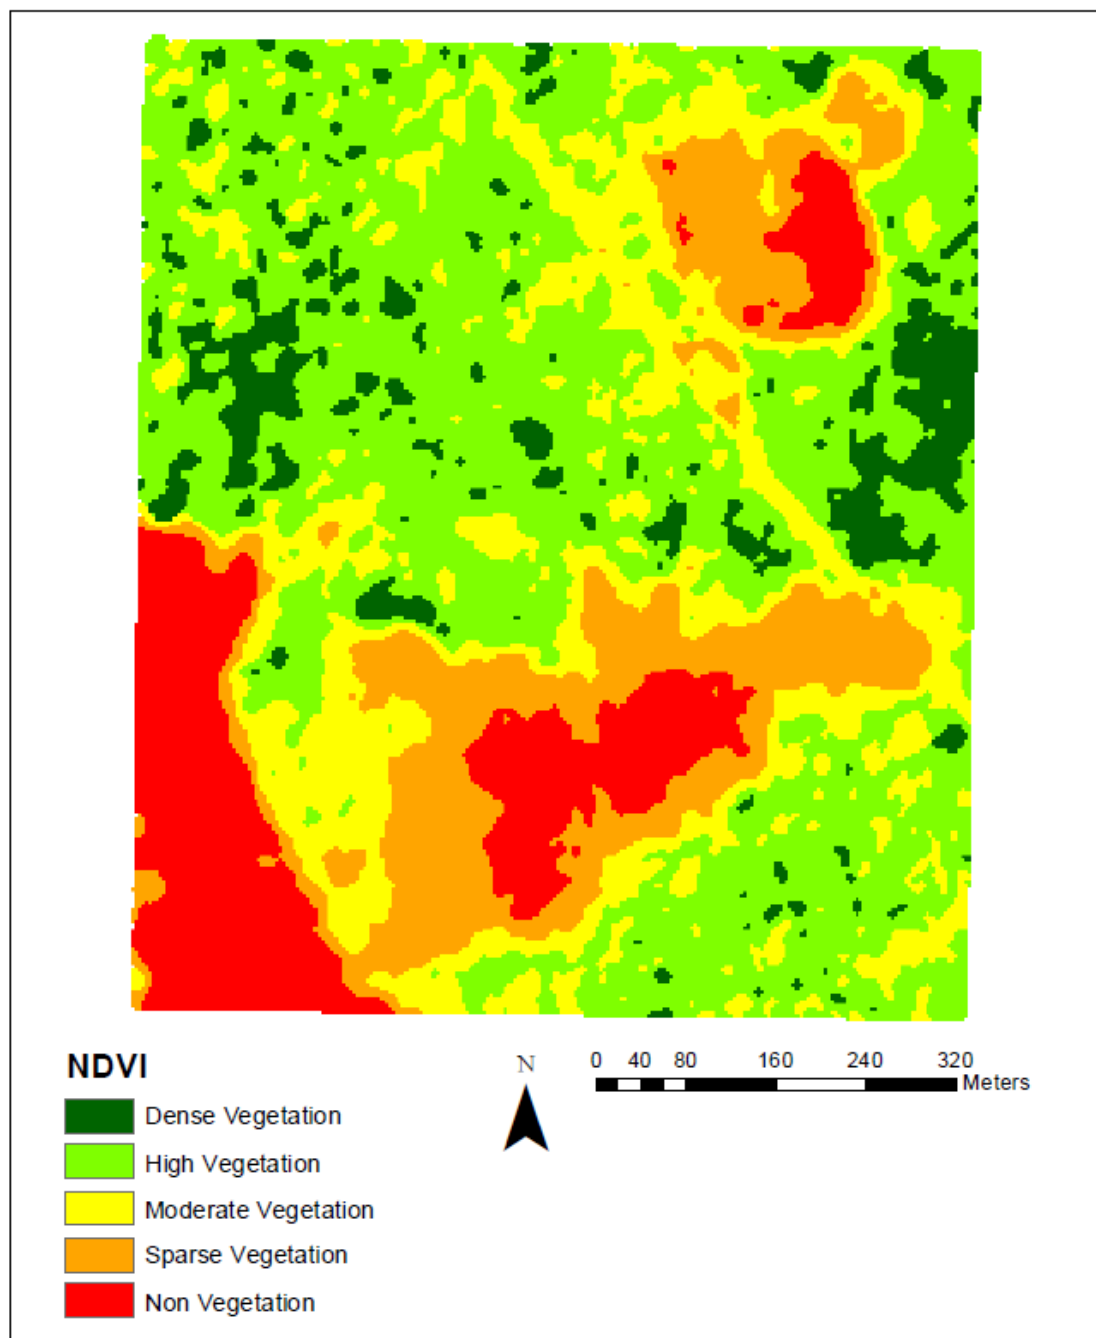 NDVI
Dense Vegetation
High Vegetation
Moderate Vegetation
Sparse Vegetation
Non Vegetation
N
0 40 80 160 240 320
Meters